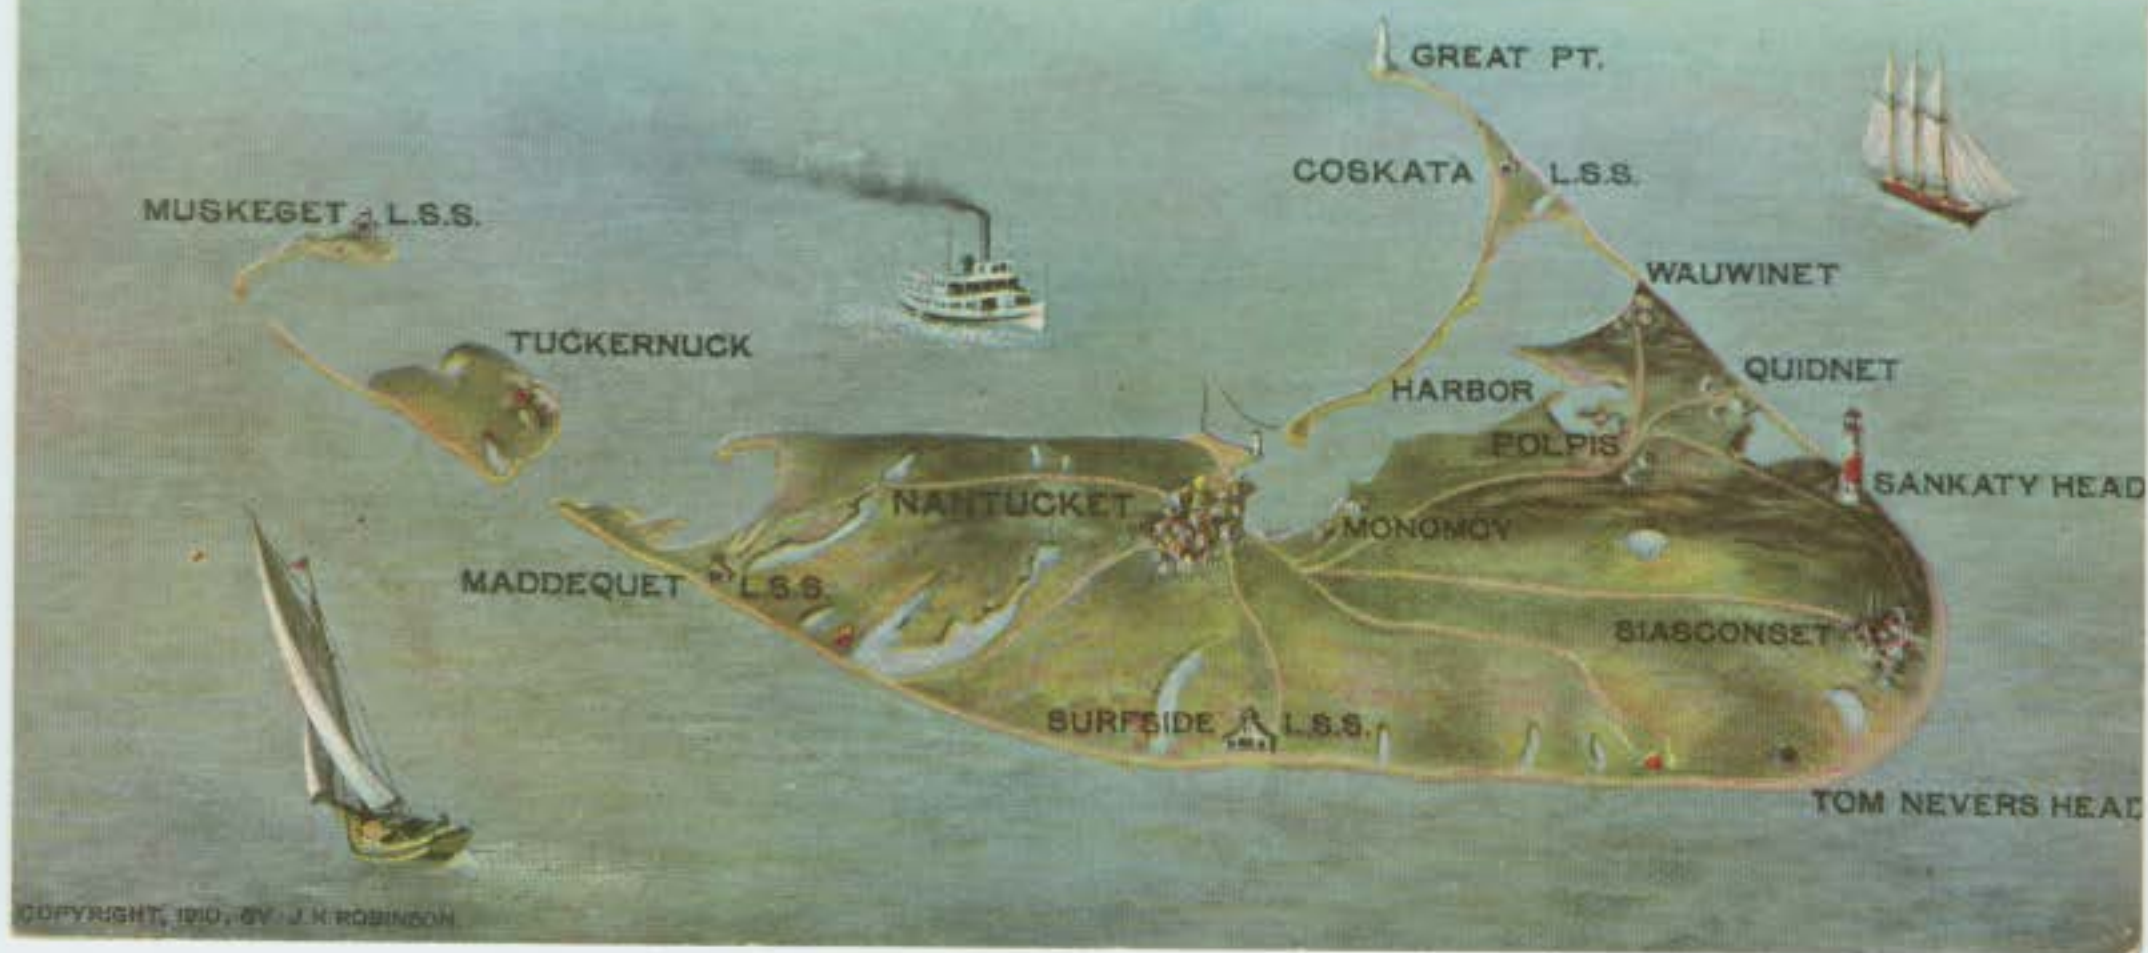 GREAT PT.
COSKATA L.S.S.
MUSKEGET L.S.S.
WAUWINET
TUCKERNUCK
QUIDNET
HARBOR
POLPIS
SANKATY HEAD
NANTUCKET
MONOMOY
MADDEQUET L.S.S.
SIASCONSET
SURFSIDE L.S.S.
TOM NEVERS HEAD
COPYRIGHT, 1910, BY J.H. ROBINSON